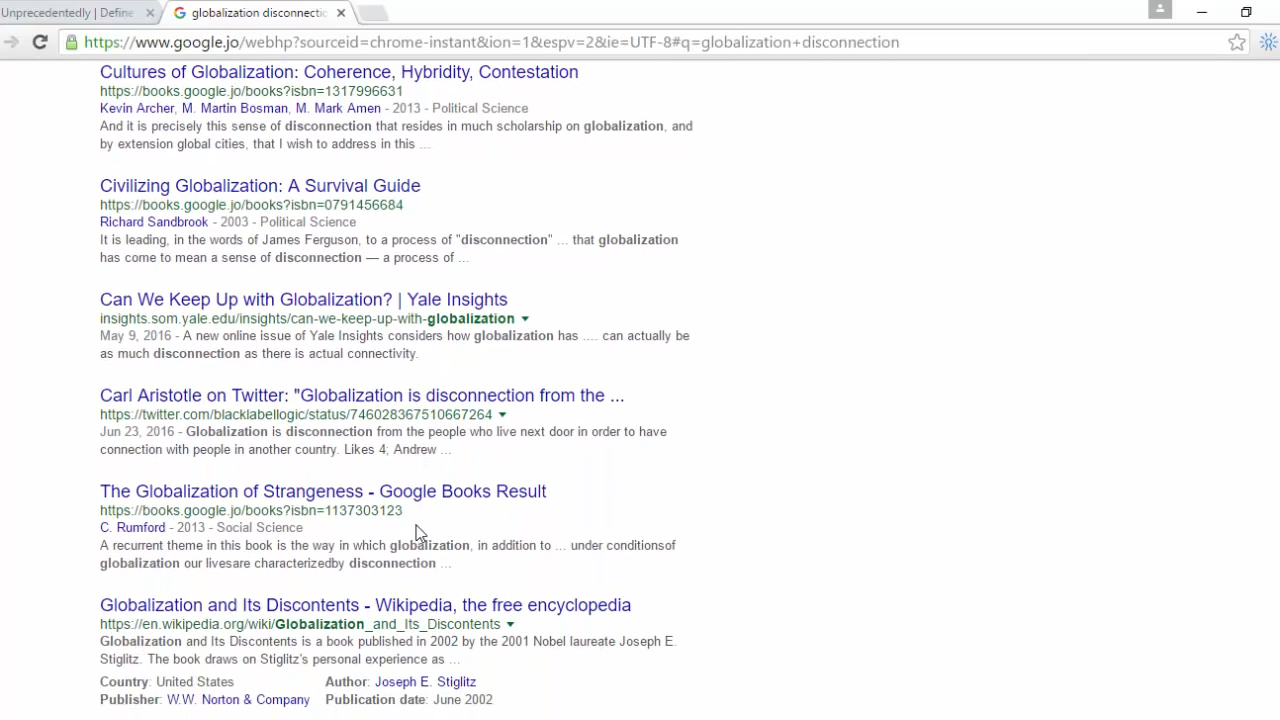 Unprecedentedly | Define
globalization disconnectio
https://www.google.jo/webhp?sourceid=chrome-instant&ion=1&espv=2&ie=UTF-8#q=globalization+disconnection
Cultures of Globalization: Coherence, Hybridity, Contestation
https://books.google.jo/books?isbn=1317996631
Kevin Archer, M. Martin Bosman, M. Mark Amen - 2013 - Political Science
And it is precisely this sense of disconnection that resides in much scholarship on globalization, and
by extension global cities, that I wish to address in this ...
Civilizing Globalization: A Survival Guide
https://books.google.jo/books?isbn=0791456684
Richard Sandbrook - 2003 - Political Science
It is leading, in the words of James Ferguson, to a process of "disconnection" ... that globalization
has come to mean a sense of disconnection — a process of ...
Can We Keep Up with Globalization? | Yale Insights
insights.som.yale.edu/insights/can-we-keep-up-with-globalization
May 9, 2016 - A new online issue of Yale Insights considers how globalization has .... can actually be
as much disconnection as there is actual connectivity.
Carl Aristotle on Twitter: "Globalization is disconnection from the ...
https://twitter.com/blacklabellogic/status/746028367510667264
Jun 23, 2016 - Globalization is disconnection from the people who live next door in order to have
connection with people in another country. Likes 4; Andrew ...
The Globalization of Strangeness - Google Books Result
https://books.google.jo/books?isbn=1137303123
C. Rumford - 2013 - Social Science
A recurrent theme in this book is the way in which globalization, in addition to ... under conditionsof
globalization our livesare characterizedby disconnection ...
Globalization and Its Discontents - Wikipedia, the free encyclopedia
https://en.wikipedia.org/wiki/Globalization_and_Its_Discontents
Globalization and Its Discontents is a book published in 2002 by the 2001 Nobel laureate Joseph E.
Stiglitz. The book draws on Stiglitz's personal experience as ...
Country: United States Author: Joseph E. Stiglitz
Publisher: W.W. Norton & Company Publication date: June 2002